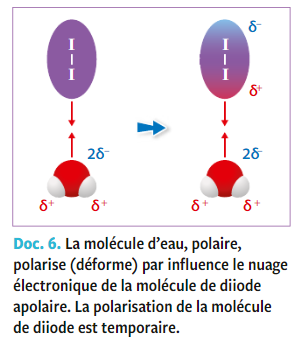 I
I
2δ⁻
δ⁺ δ⁺
δ⁻
I
I
δ⁺
2δ⁻
δ⁺ δ⁺
Doc. 6. La molécule d’eau, polaire,
polarise (déforme) par influence le nuage
électronique de la molécule de diiode
apolaire. La polarisation de la molécule
de diiode est temporaire.